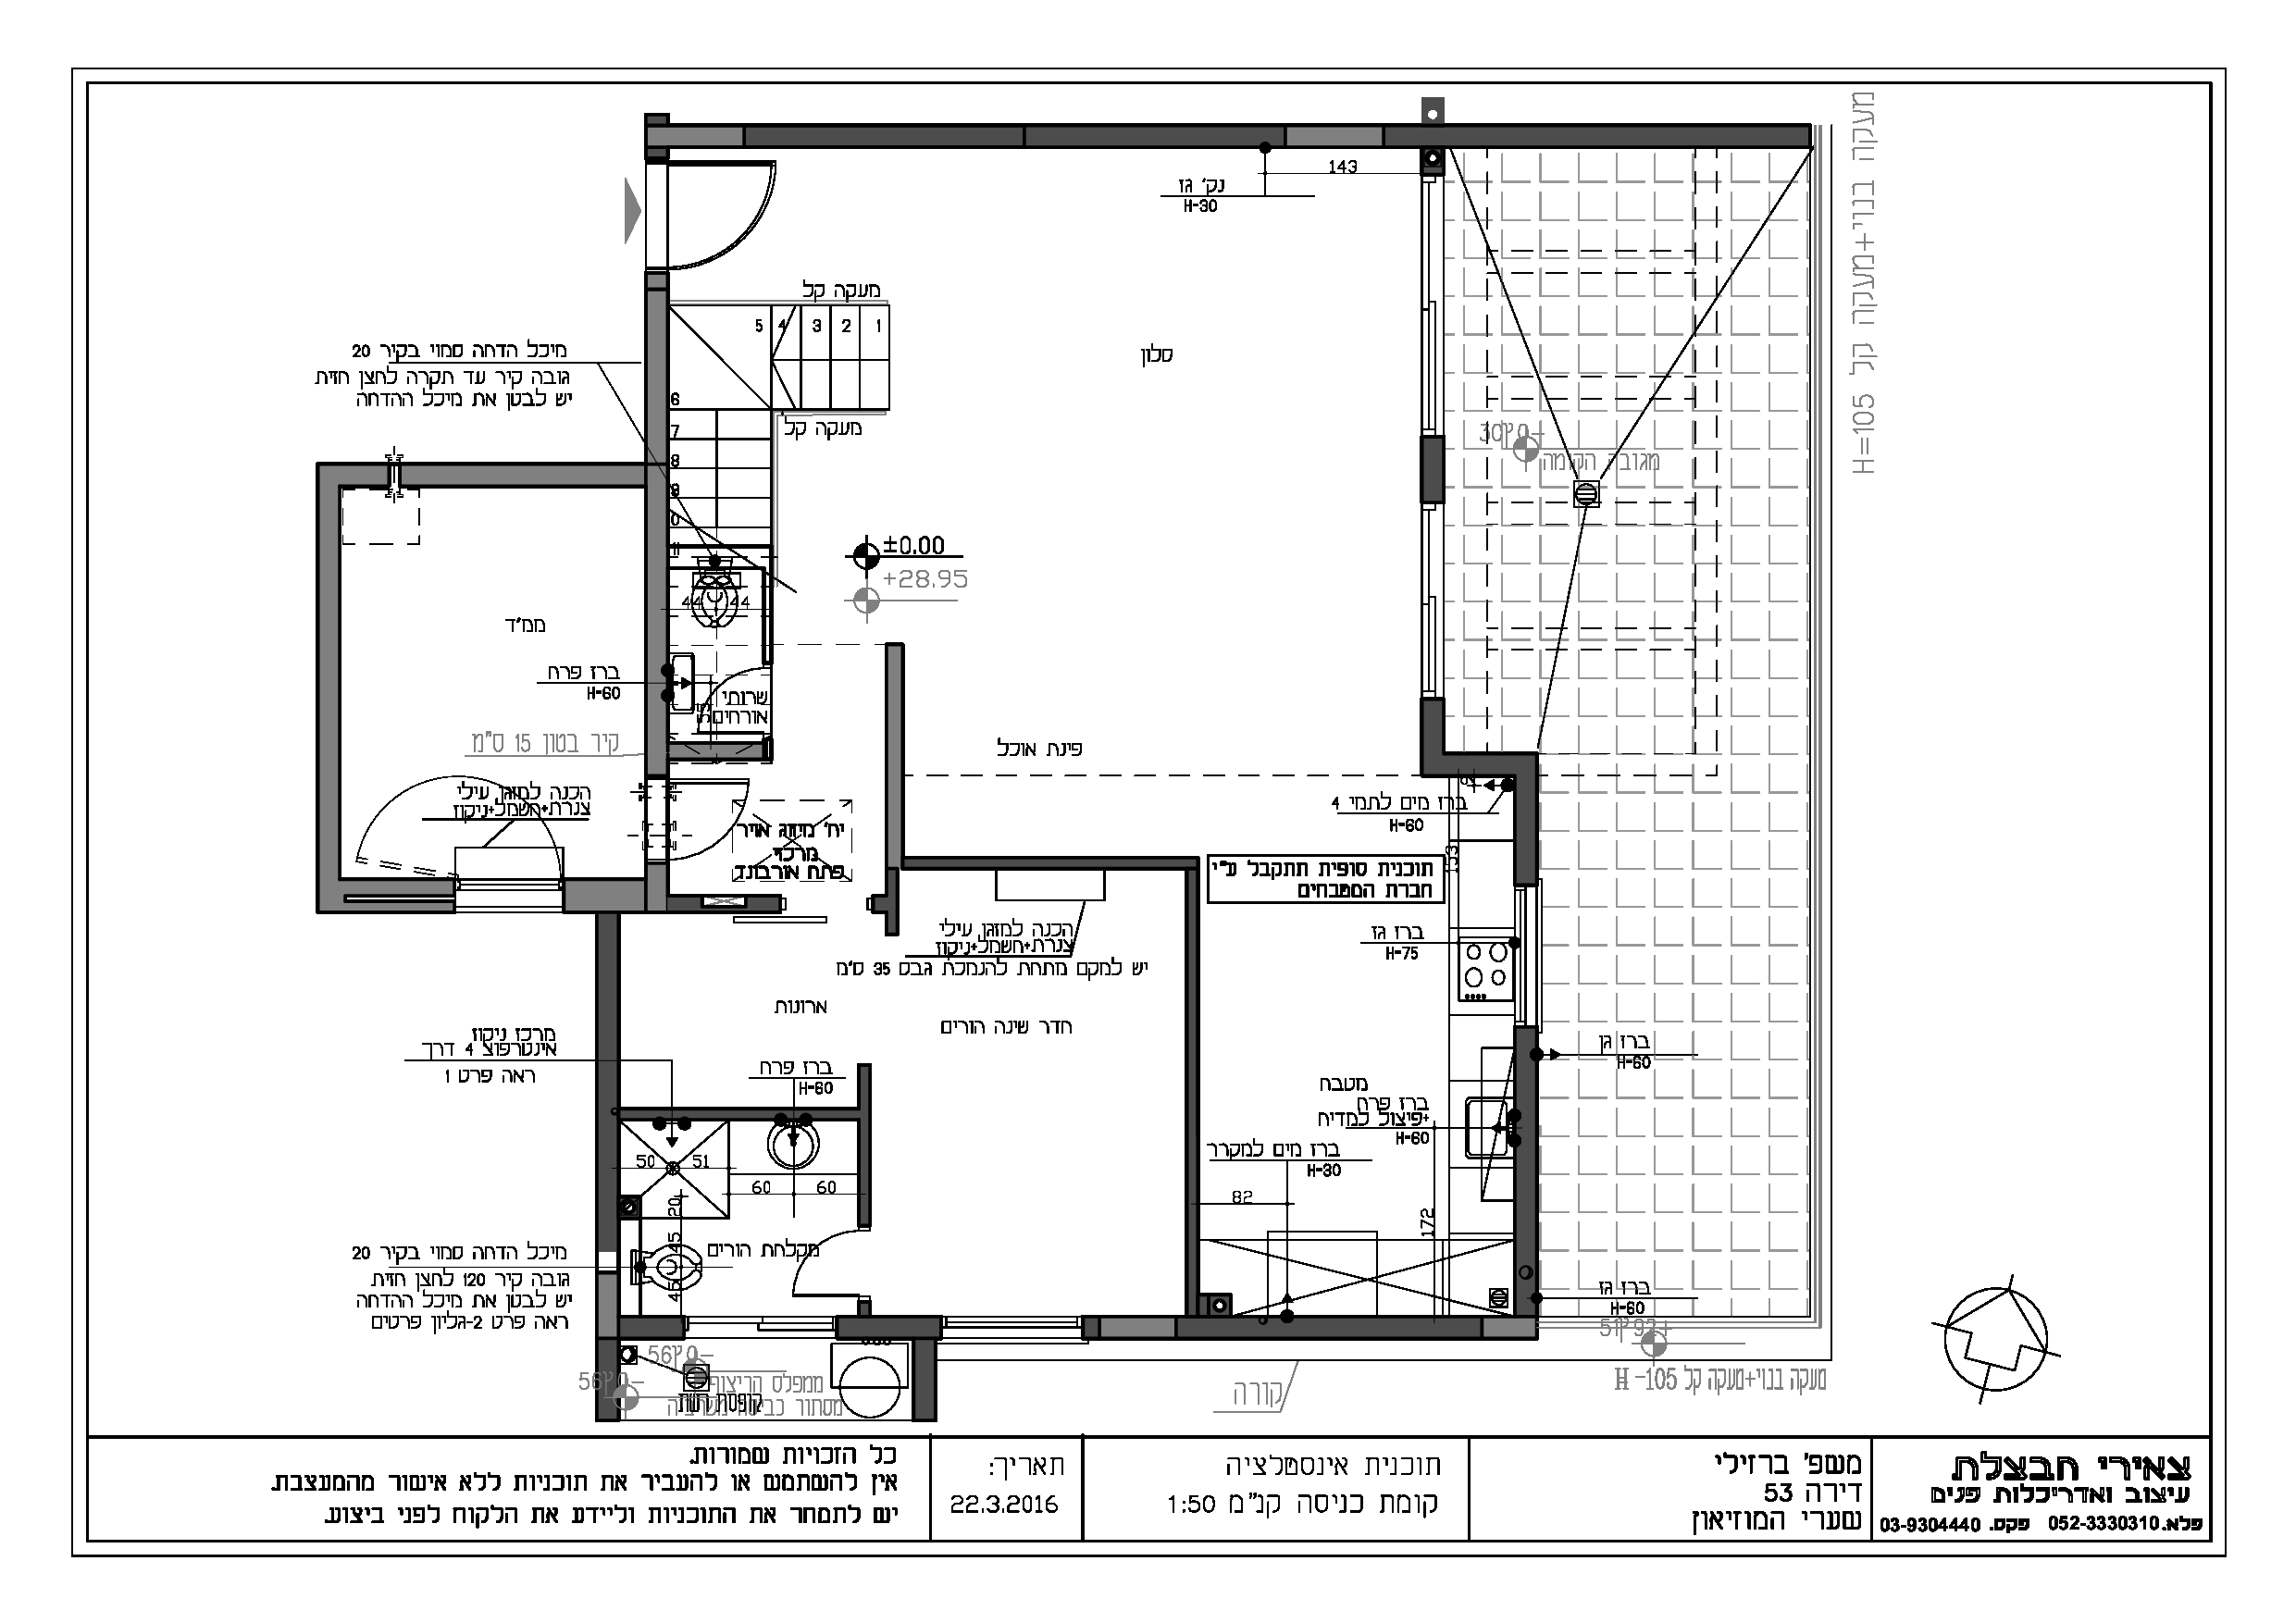 מעקה בנוי+מעקה קל H=105
143
נק' גז
H-30
מעקה קל
5 4 3 2 1
מיכל הדחה סמוי בקיר 20
גובה קיר עד תקרה לחצן חזית
יש לבטן את מיכל ההדחה
סלון
6
מעקה קל
7
8
9
0
11
מגובה הקומה
±0.00
+28.95
44 44
ממ"ד
ברז פרח
H-60
שרותי
אורחים
קיר בטון 15 ס"מ
פינת אוכל
הכנה למזגן עילי
צנרת+חשמל+ניקוז
ברז מים לתמי 4
H-60
יח' מיזוג אויר
מרכזי
פתח אורבונד
153
תוכנית סופית תתקבל ע"י
חברת המטבחים
הכנה למזגן עילי
צנרת+חשמל+ניקוז
יש למקם מתחת להנמכת גבס 35 ס"מ
ברז גז
H-75
ארונות
חדר שינה הורים
מרכז ניקוז
אינטרפוצ 4 דרך
ראה פרט 1
ברז גן
H-60
ברז פרח
H-60
מטבח
ברז פרח
+פיצול למדיח
H-60
ברז מים למקרר
H-30
50 51
60 60
82
20
45
45
172
מקלחת הורים
מיכל הדחה סמוי בקיר 20
גובה קיר 120 לחצן חזית
יש לבטן את מיכל ההדחה
ראה פרט 2-גליון פרטים
ברז גז
H-60
ממפלס הריצוף
מסתור כביסה
קורה
מעקה בנוי+מעקה קל H -105
צאירי חבצלת
עיצוב ואדריכלות פנים
פלא.052-3330310 פקס. 03-9304440
משפ' ברזילי
דירה 53
שערי המוזיאון
תוכנית אינסטלציה
קומת כניסה קנ"מ 1:50
תאריך:
22.3.2016
כל הזכויות שמורות.
אין להשתמש או להעביר את תוכניות ללא אישור מהמעצבת.
יש לתמחר את התוכניות וליידע את הלקוח לפני ביצוע.